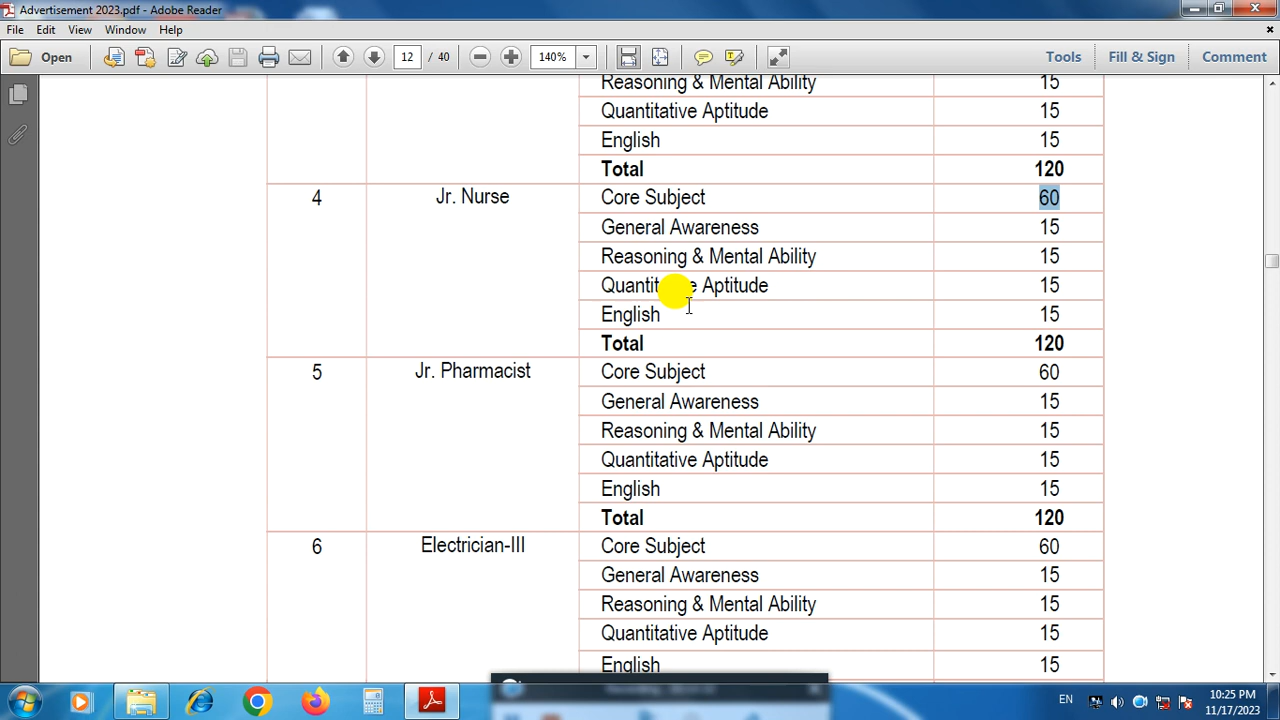 Advertisement 2023.pdf - Adobe Reader
File Edit View Window Help
Open 12 / 40 140% Tools Fill & Sign Comment
Reasoning & Mental Ability 15
Quantitative Aptitude 15
English 15
Total 120
4 Jr. Nurse Core Subject 60
General Awareness 15
Reasoning & Mental Ability 15
Quantitative Aptitude 15
English 15
Total 120
5 Jr. Pharmacist Core Subject 60
General Awareness 15
Reasoning & Mental Ability 15
Quantitative Aptitude 15
English 15
Total 120
6 Electrician-III Core Subject 60
General Awareness 15
Reasoning & Mental Ability 15
Quantitative Aptitude 15
English 15
EN 10:25 PM
11/17/2023